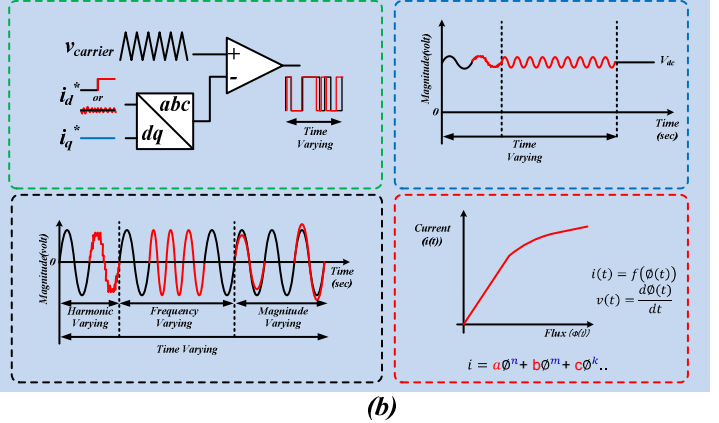 v_carrier
+
-
i_d*
or
i_q*
abc
dq
Time
Varying
Magnitude(volt)
V_dc
0
Time
(sec)
Time
Varying
Magnitude(volt)
0
Time
(sec)
Harmonic
Varying
Frequency
Varying
Magnitude
Varying
Time Varying
Current
(i(t))
i(t) = f(∅(t))
v(t) = d∅(t)/dt
Flux (Φ(t))
i = a∅ⁿ+ b∅ᵐ+ c∅ᵏ..
(b)